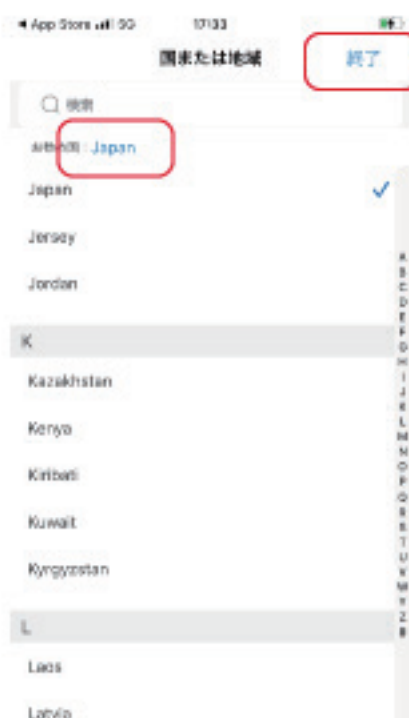 ◀ App Store 5G 17:33
国または地域 終了
検索
Japan
Japan
Jersey
Jordan
K
Kazakhstan
Kenya
Kiribati
Kuwait
Kyrgyzstan
L
Laos
Latvia
A
B
C
D
E
F
G
H
I
J
K
L
M
N
O
P
Q
R
S
T
U
V
W
Y
Z
#